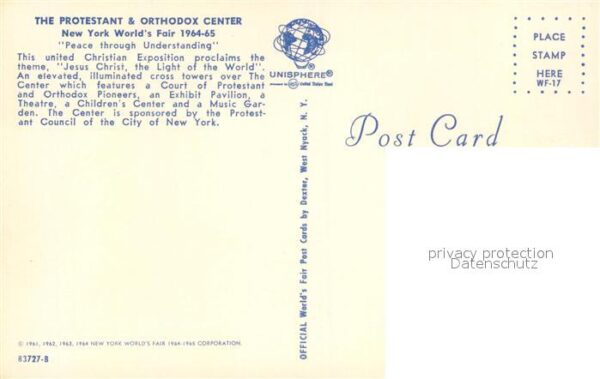 THE PROTESTANT & ORTHODOX CENTER
New York World's Fair 1964-65
"Peace through Understanding"
This united Christian Exposition proclaims the
theme, "Jesus Christ, the Light of the World".
An elevated, illuminated cross towers over The
Center which features a Court of Protestant
and Orthodox Pioneers, an Exhibit Pavilion, a
Theatre, a Children's Center and a Music Gar-
den. The Center is sponsored by the Protest-
ant Council of the City of New York.
© 1961, 1962, 1963, 1964 NEW YORK WORLD'S FAIR 1964-1965 CORPORATION.
83727-B
UNISPHERE®
OFFICIAL World's Fair Post Cards by Dexter, West Nyack, N. Y.
Post Card
PLACE
STAMP
HERE
WF-17
privacy protection
Datenschutz